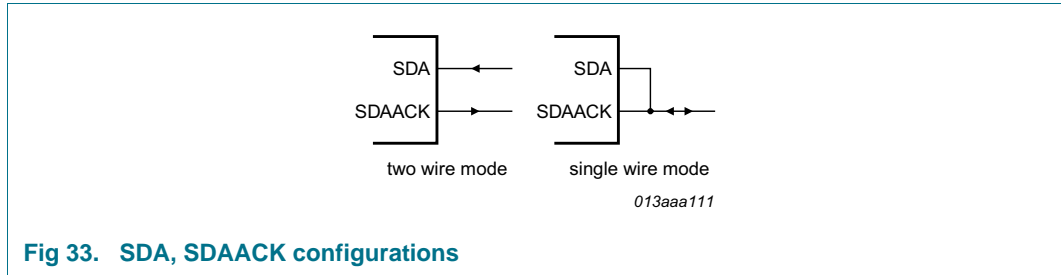 SDA
SDAACK
two wire mode
SDA
SDAACK
single wire mode
013aaa111
Fig 33. SDA, SDAACK configurations